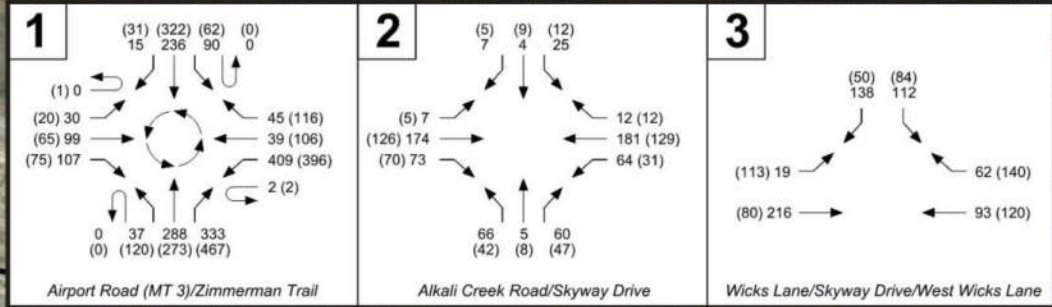 1
(31) (322) (62) (0)
15 236 90 0
(1) 0
(20) 30
(65) 99
(75) 107
45 (116)
39 (106)
409 (396)
2 (2)
0 37 288 333
(0) (120) (273) (467)
Airport Road (MT 3)/Zimmerman Trail
2
(5) (9) (12)
7 4 25
(5) 7
(126) 174
(70) 73
12 (12)
181 (129)
64 (31)
66 5 60
(42) (8) (47)
Alkali Creek Road/Skyway Drive
3
(50) (84)
138 112
(113) 19
(80) 216
62 (140)
93 (120)
Wicks Lane/Skyway Drive/West Wicks Lane